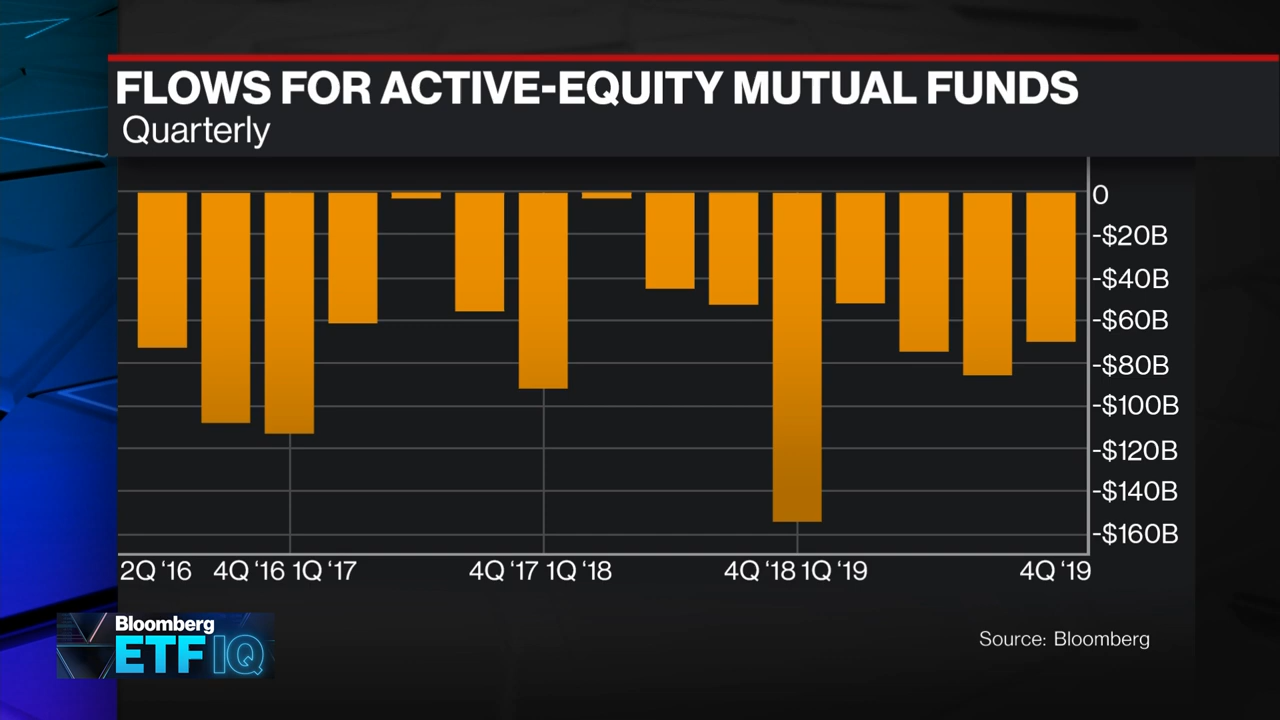 FLOWS FOR ACTIVE-EQUITY MUTUAL FUNDS
Quarterly
0
-$20B
-$40B
-$60B
-$80B
-$100B
-$120B
-$140B
-$160B
2Q ‘16 4Q ‘16 1Q ‘17 4Q ‘17 1Q ‘18 4Q ‘18 1Q ‘19 4Q ‘19
Bloomberg
ETF IQ
Source: Bloomberg